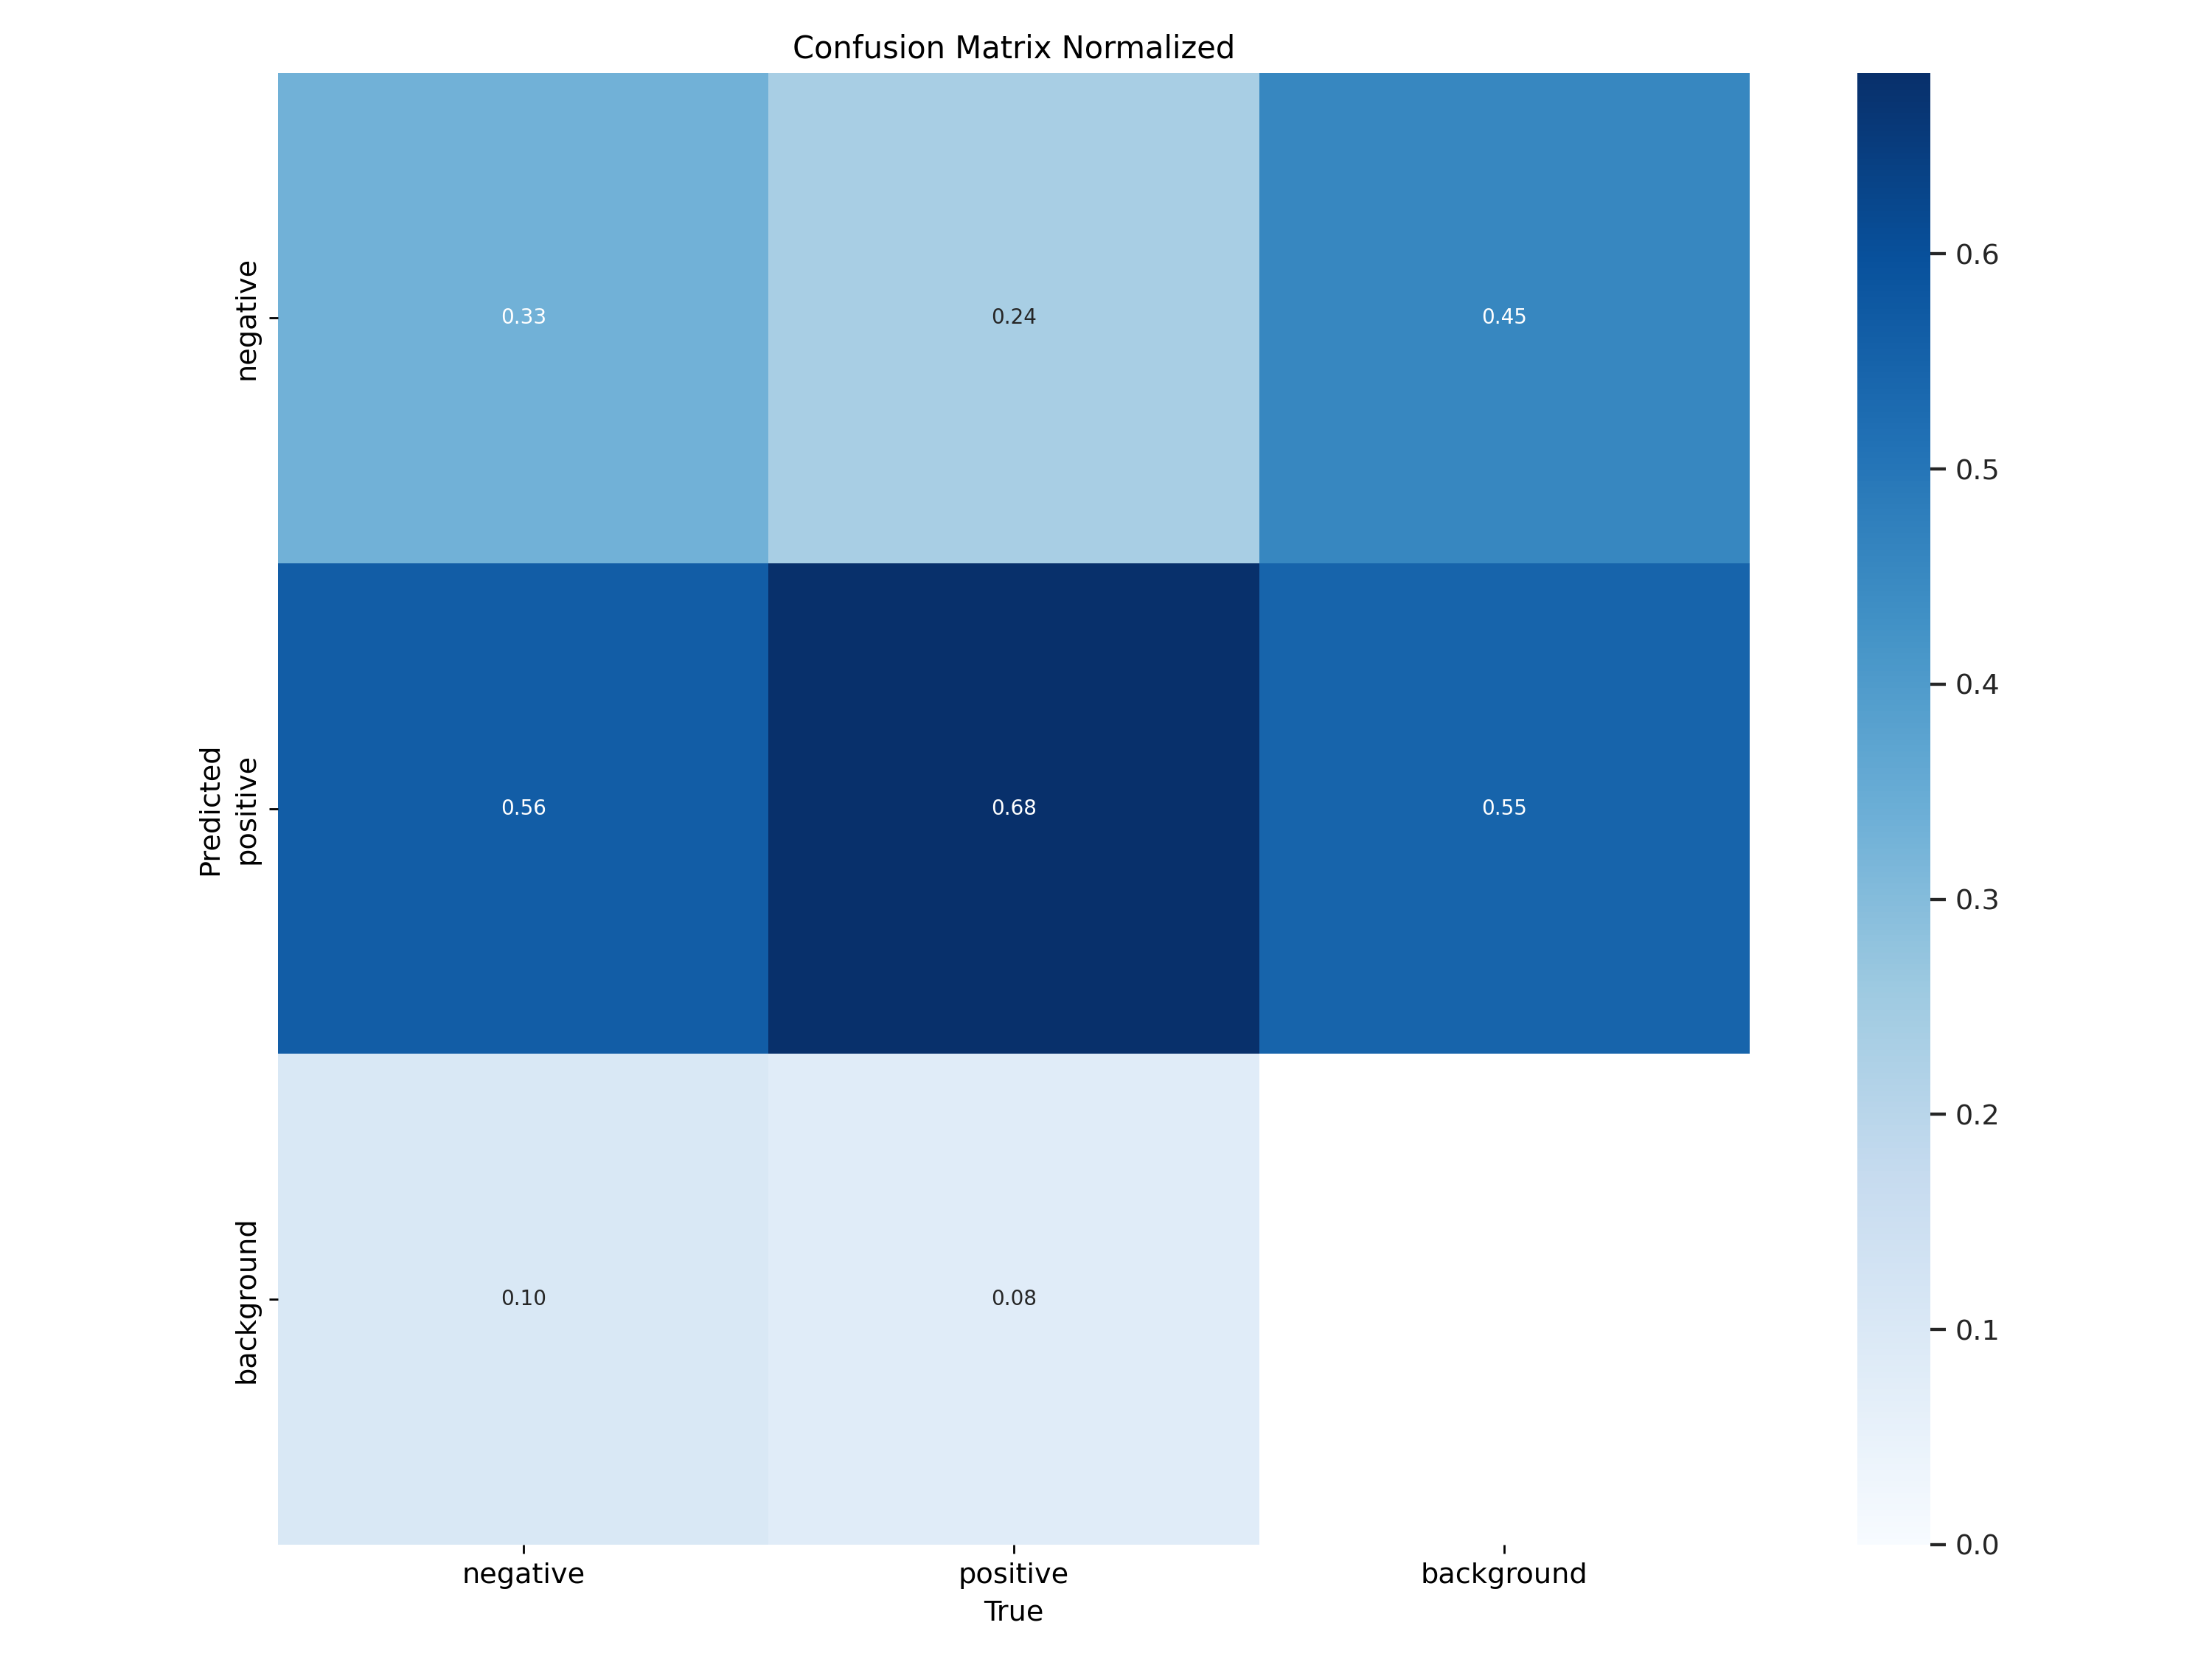 Confusion Matrix Normalized
negative
0.33
0.24
0.45
Predicted
positive
0.56
0.68
0.55
background
0.10
0.08
negative
positive
background
True
0.6
0.5
0.4
0.3
0.2
0.1
0.0